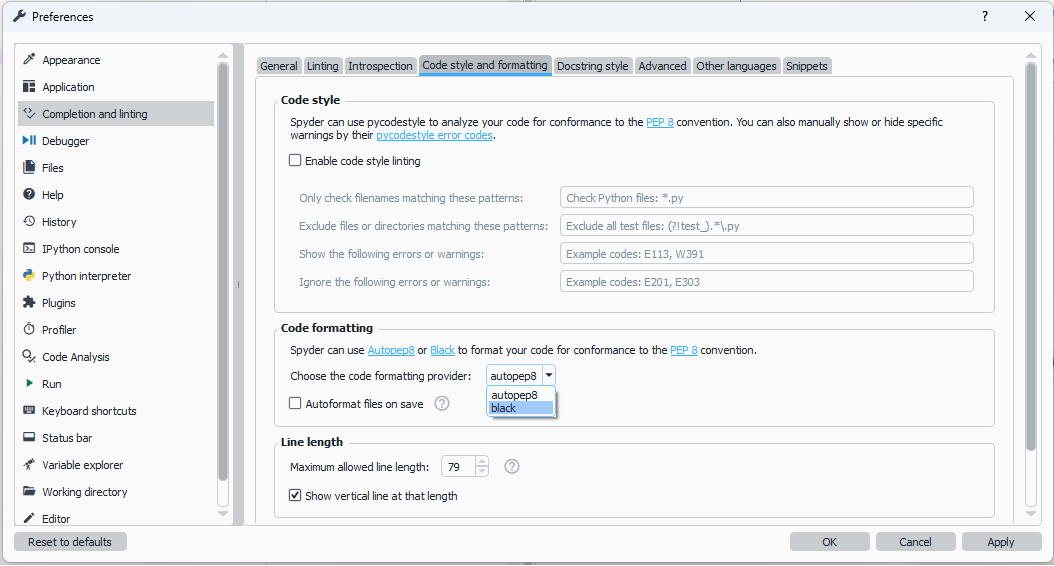 Preferences
?
Appearance
Application
Completion and linting
Debugger
Files
Help
History
IPython console
Python interpreter
Plugins
Profiler
Code Analysis
Run
Keyboard shortcuts
Status bar
Variable explorer
Working directory
Editor
General Linting Introspection Code style and formatting Docstring style Advanced Other languages Snippets
Code style
Spyder can use pycodestyle to analyze your code for conformance to the PEP 8 convention. You can also manually show or hide specific
warnings by their pycodestyle error codes.
Enable code style linting
Only check filenames matching these patterns: Check Python files: *.py
Exclude files or directories matching these patterns: Exclude all test files: (?!test_).*\.py
Show the following errors or warnings: Example codes: E113, W391
Ignore the following errors or warnings: Example codes: E201, E303
Code formatting
Spyder can use Autopep8 or Black to format your code for conformance to the PEP 8 convention.
Choose the code formatting provider: autopep8
autopep8
black
Autoformat files on save ?
Line length
Maximum allowed line length: 79 ?
Show vertical line at that length
Reset to defaults OK Cancel Apply